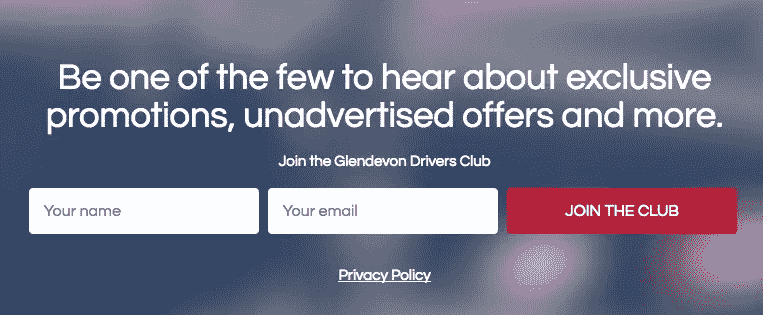 Be one of the few to hear about exclusive
promotions, unadvertised offers and more.
Join the Glendevon Drivers Club
Your name
Your email
JOIN THE CLUB
Privacy Policy